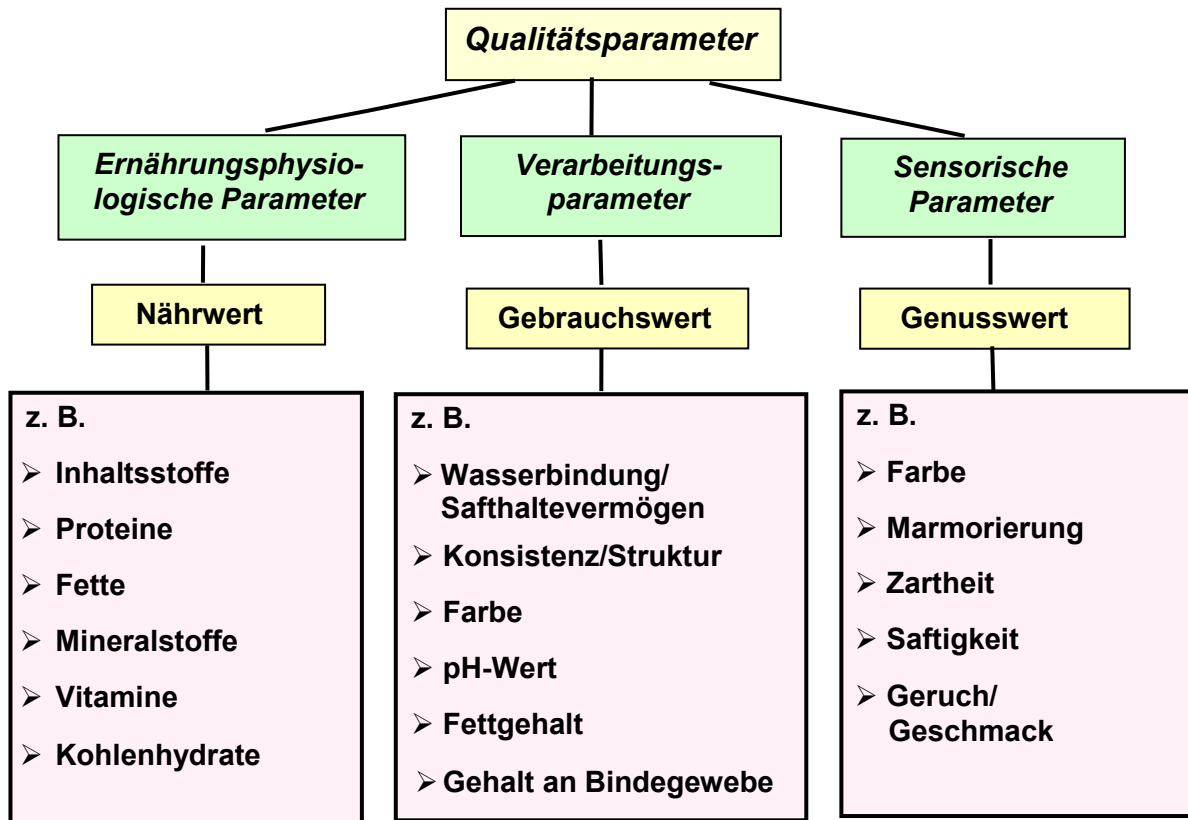 Qualitätsparameter
Ernährungsphysio-
logische Parameter
Verarbeitungs-
parameter
Sensorische
Parameter
Nährwert
Gebrauchswert
Genusswert
z. B.
➢ Inhaltsstoffe
➢ Proteine
➢ Fette
➢ Mineralstoffe
➢ Vitamine
➢ Kohlenhydrate
z. B.
➢ Wasserbindung/
Safthaltevermögen
➢ Konsistenz/Struktur
➢ Farbe
➢ pH-Wert
➢ Fettgehalt
➢ Gehalt an Bindegewebe
z. B.
➢ Farbe
➢ Marmorierung
➢ Zartheit
➢ Saftigkeit
➢ Geruch/
Geschmack